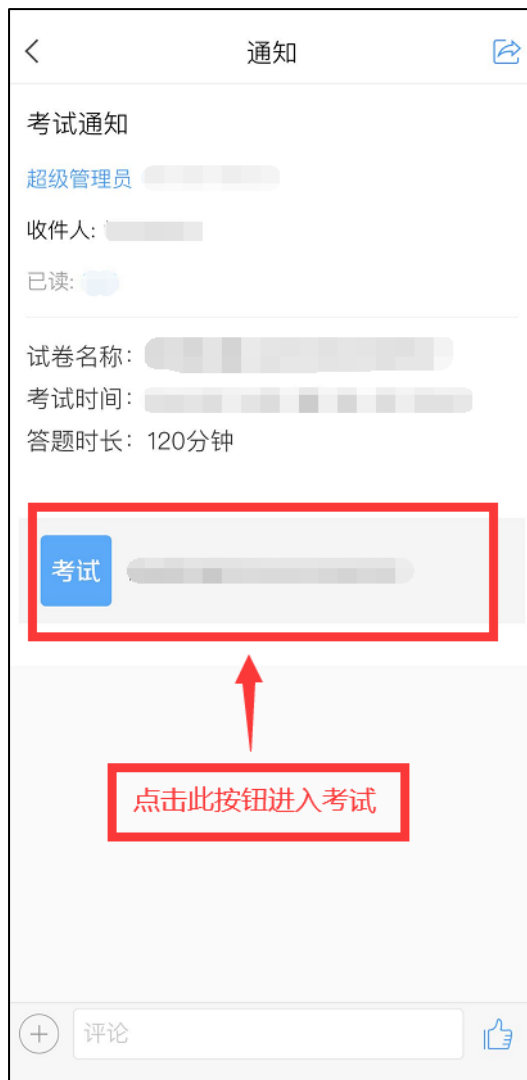 通知
考试通知
超级管理员
收件人:
已读:
试卷名称:
考试时间:
答题时长: 120分钟
考试
点击此按钮进入考试
评论